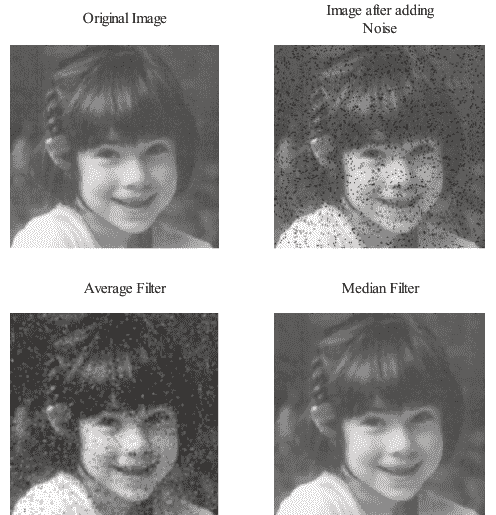 Original Image
Image after adding
Noise
Average Filter
Median Filter